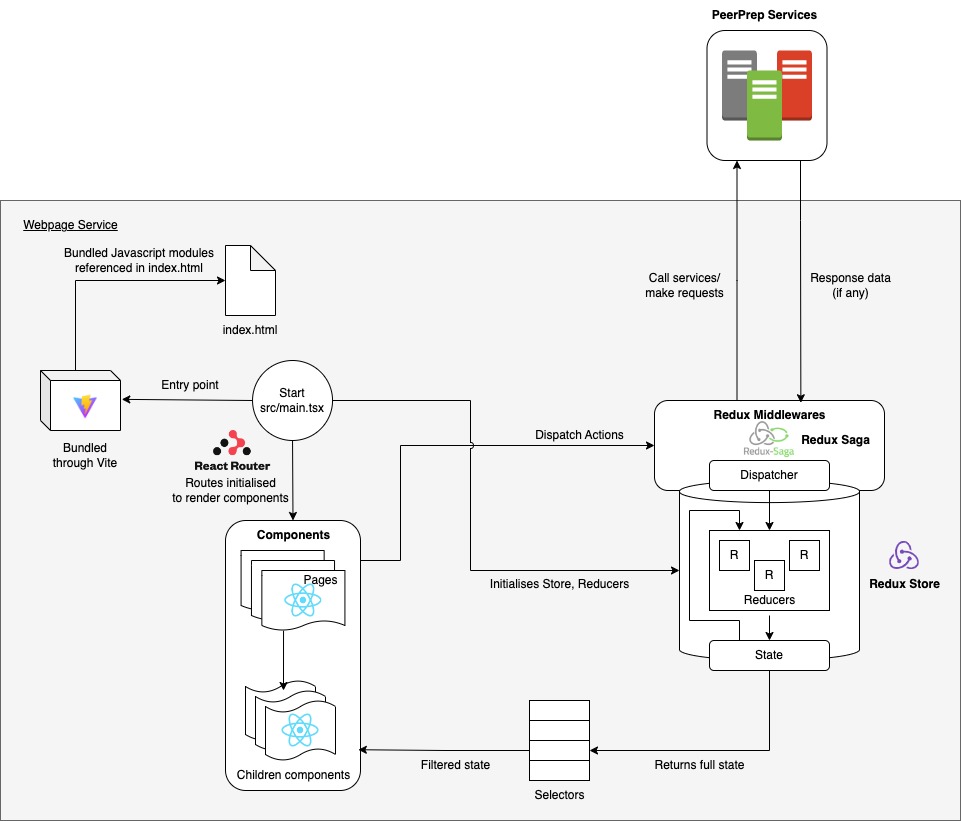 PeerPrep Services
Webpage Service
Bundled Javascript modules
referenced in index.html
index.html
Call services/
make requests
Response data
(if any)
Entry point
Start
src/main.tsx
Bundled
through Vite
React Router
Routes initialised
to render components
Dispatch Actions
Redux Middlewares
Redux-Saga
Redux Saga
Dispatcher
Components
Pages
Initialises Store, Reducers
R
R
R
Reducers
Redux Store
State
Children components
Filtered state
Selectors
Returns full state